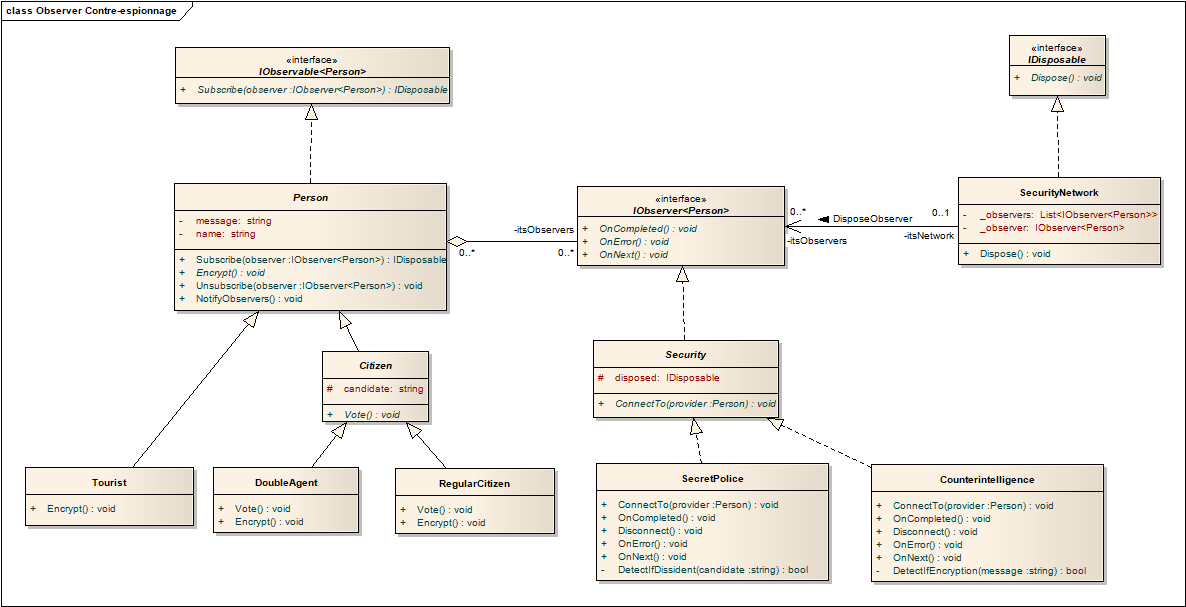 class Observer Contre-espionnage
«interface»
IObservable<Person>
+ Subscribe(observer :IObserver<Person>) : IDisposable
«interface»
IDisposable
+ Dispose() : void
Person
- message: string
- name: string
+ Subscribe(observer :IObserver<Person>) : IDisposable
+ Encrypt() : void
+ Unsubscribe(observer :IObserver<Person>) : void
+ NotifyObservers() : void
-itsObservers
0..*
0..*
«interface»
IObserver<Person>
+ OnCompleted() : void
+ OnError() : void
+ OnNext() : void
0..*
DisposeObserver
0..1
-itsObservers
-itsNetwork
SecurityNetwork
- _observers: List<IObserver<Person>>
- _observer: IObserver<Person>
+ Dispose() : void
Citizen
# candidate: string
+ Vote() : void
Security
# disposed: IDisposable
+ ConnectTo(provider :Person) : void
Tourist
+ Encrypt() : void
DoubleAgent
+ Vote() : void
+ Encrypt() : void
RegularCitizen
+ Vote() : void
+ Encrypt() : void
SecretPolice
+ ConnectTo(provider :Person) : void
+ OnCompleted() : void
+ Disconnect() : void
+ OnError() : void
+ OnNext() : void
- DetectIfDissident(candidate :string) : bool
Counterintelligence
+ ConnectTo(provider :Person) : void
+ OnCompleted() : void
+ Disconnect() : void
+ OnError() : void
+ OnNext() : void
- DetectIfEncryption(message :string) : bool